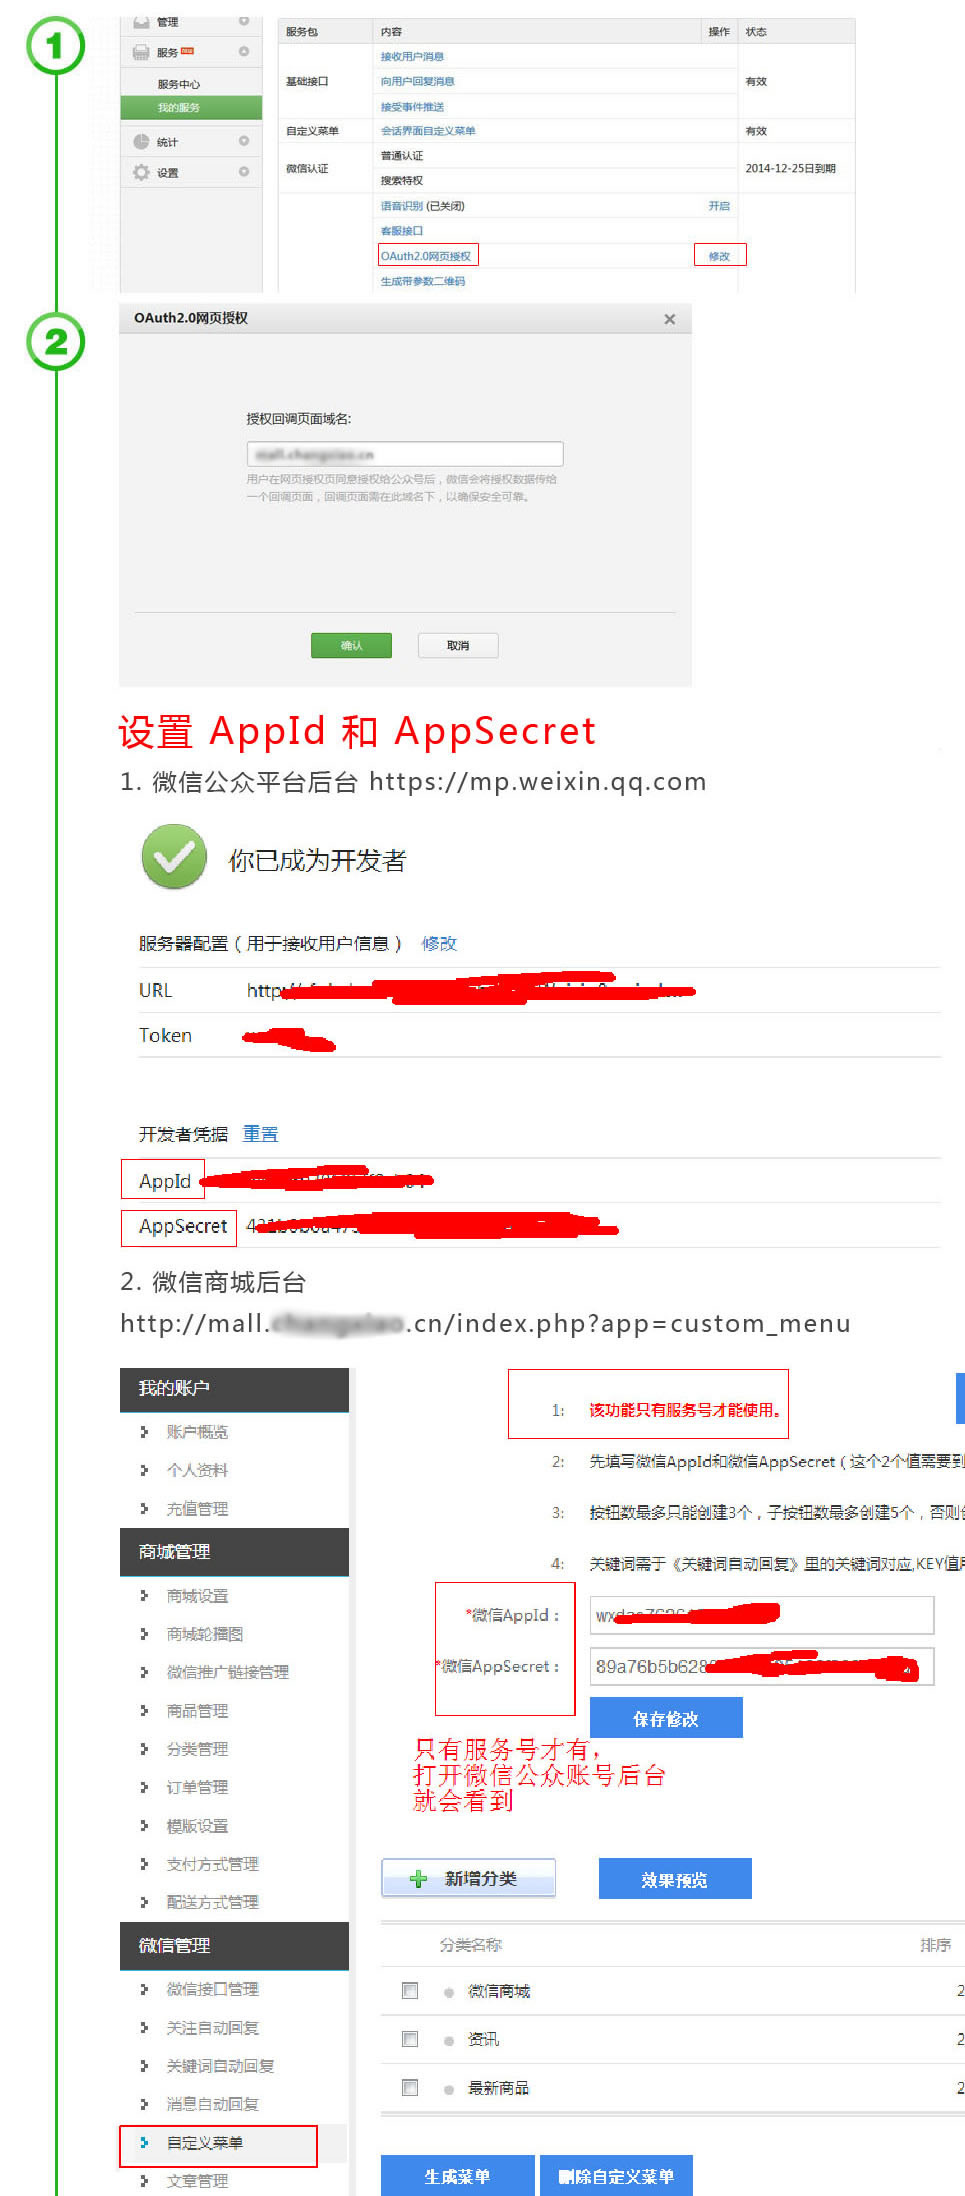 1
管理
服务
服务中心
我的服务
统计
设置
服务包 内容 操作 状态
基础接口 接收用户消息 有效
向用户回复消息
接受事件推送
自定义菜单 会话界面自定义菜单 有效
微信认证 普通认证 2014-12-25日到期
搜索特权
语音识别 (已关闭) 开启
客服接口
OAuth2.0网页授权 修改
生成带参数二维码
2
OAuth2.0网页授权
授权回调页面域名:
用户在网页授权页同意授权给公众号后，微信会将授权数据传给
一个回调页面，回调页面需在此域名下，以确保安全可靠。
确认 取消
设置 AppId 和 AppSecret
1. 微信公众平台后台 https://mp.weixin.qq.com
你已成为开发者
服务器配置（用于接收用户信息） 修改
URL http:
Token
开发者凭据 重置
AppId
AppSecret
2. 微信商城后台
http://mall. .cn/index.php?app=custom_menu
我的账户
账户概览
个人资料
充值管理
商城管理
商城设置
商城轮播图
微信推广链接管理
商品管理
分类管理
订单管理
模版设置
支付方式管理
配送方式管理
微信管理
微信接口管理
关注自动回复
关键词自动回复
消息自动回复
自定义菜单
文章管理
1: 该功能只有服务号才能使用。
2: 先填写微信AppId和微信AppSecret（这个2个值需要到
3: 按钮数最多只能创建3个，子按钮数最多创建5个，否则
4: 关键词需于《关键词自动回复》里的关键词对应,KEY值
*微信AppId： wx
*微信AppSecret： 89a76b5b628
保存修改
只有服务号才有，
打开微信公众账号后台
就会看到
新增分类 效果预览
分类名称 排序
微信商城 2
资讯 2
最新商品 2
生成菜单 删除自定义菜单